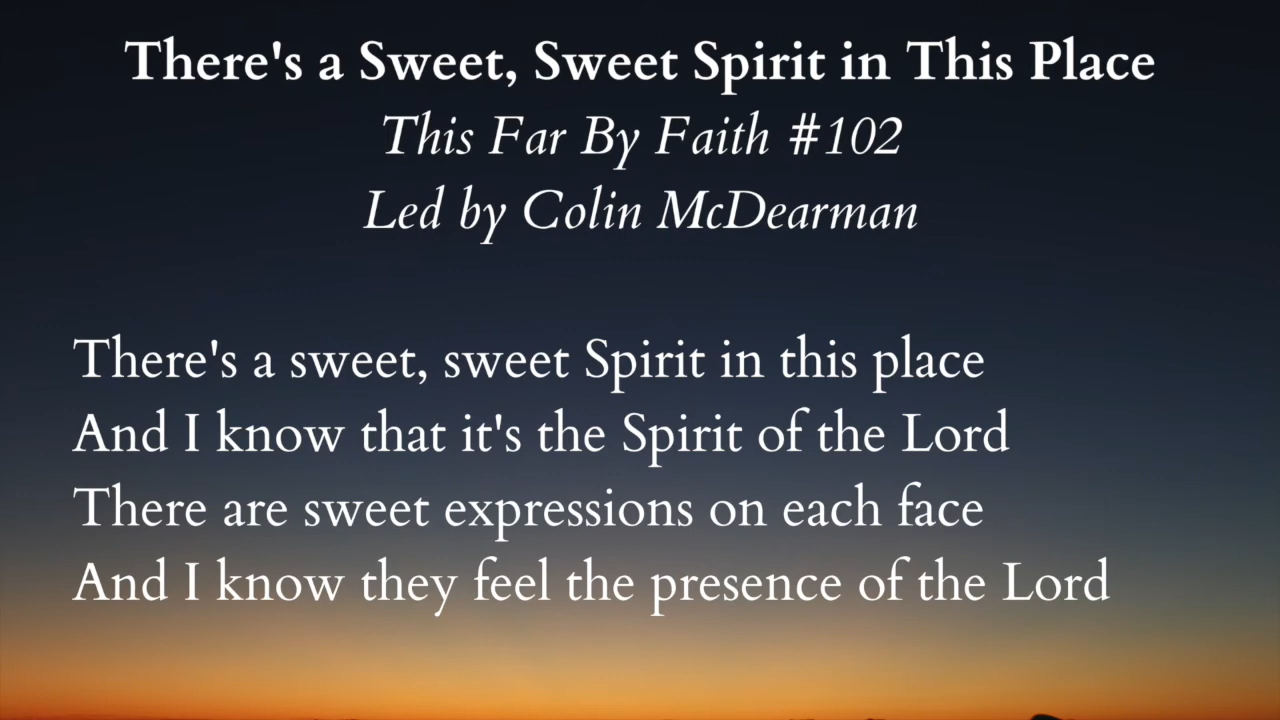 There's a Sweet, Sweet Spirit in This Place
This Far By Faith #102
Led by Colin McDearman
There's a sweet, sweet Spirit in this place
And I know that it's the Spirit of the Lord
There are sweet expressions on each face
And I know they feel the presence of the Lord